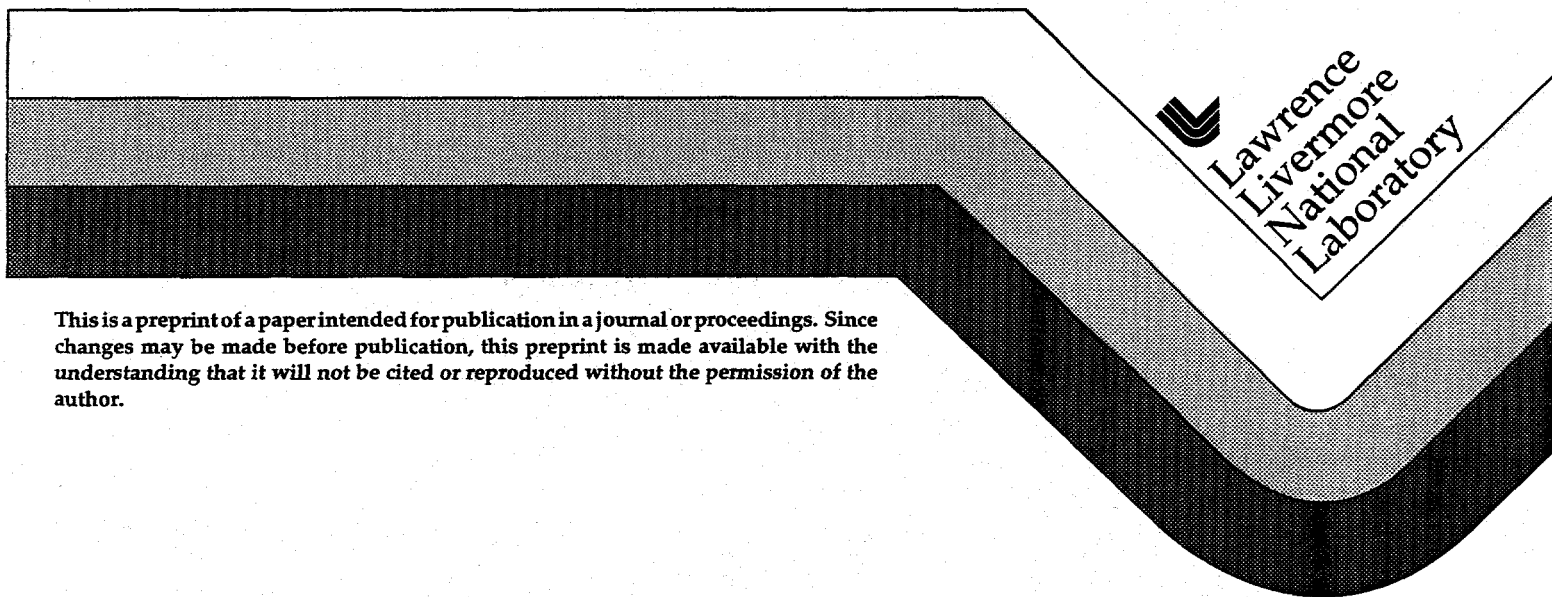 Lawrence
Livermore
National
Laboratory
This is a preprint of a paper intended for publication in a journal or proceedings. Since
changes may be made before publication, this preprint is made available with the
understanding that it will not be cited or reproduced without the permission of the
author.